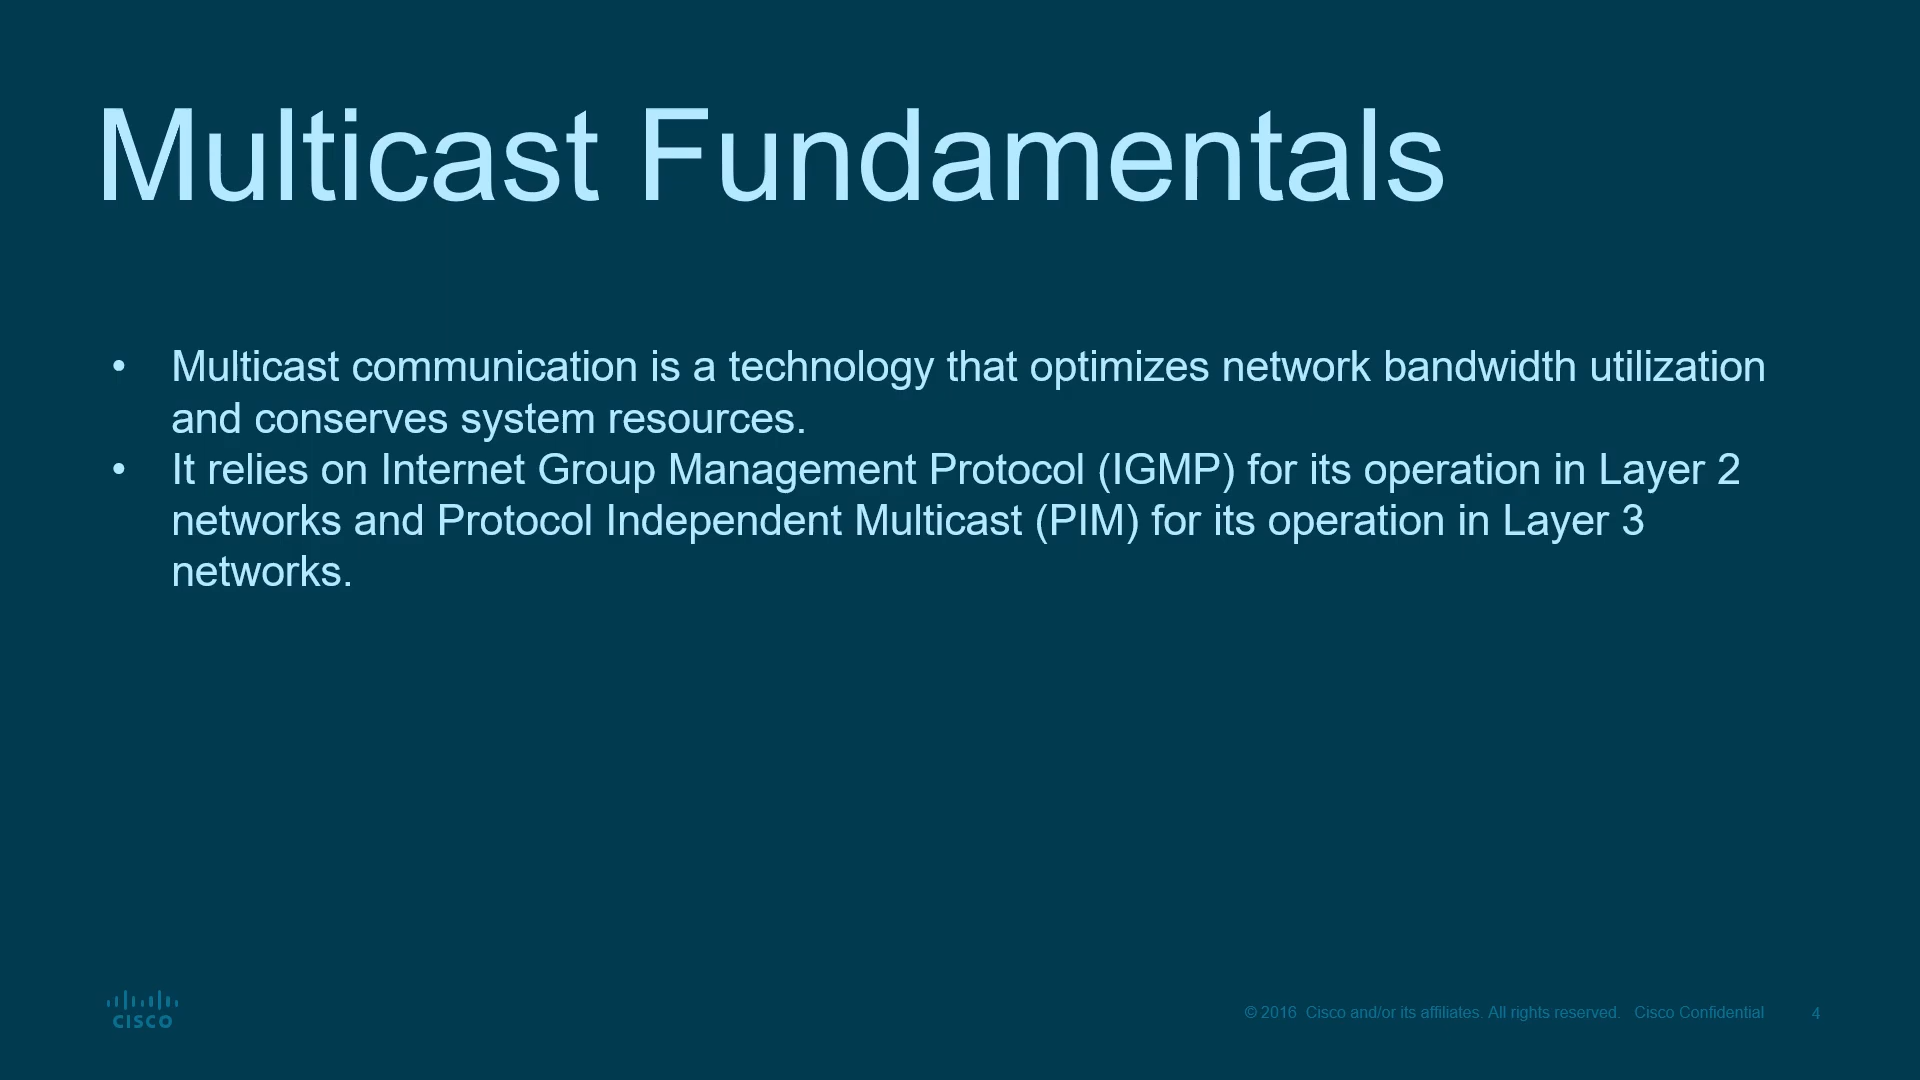 Multicast Fundamentals
• Multicast communication is a technology that optimizes network bandwidth utilization
and conserves system resources.
• It relies on Internet Group Management Protocol (IGMP) for its operation in Layer 2
networks and Protocol Independent Multicast (PIM) for its operation in Layer 3
networks.
CISCO
© 2016 Cisco and/or its affiliates. All rights reserved. Cisco Confidential 4